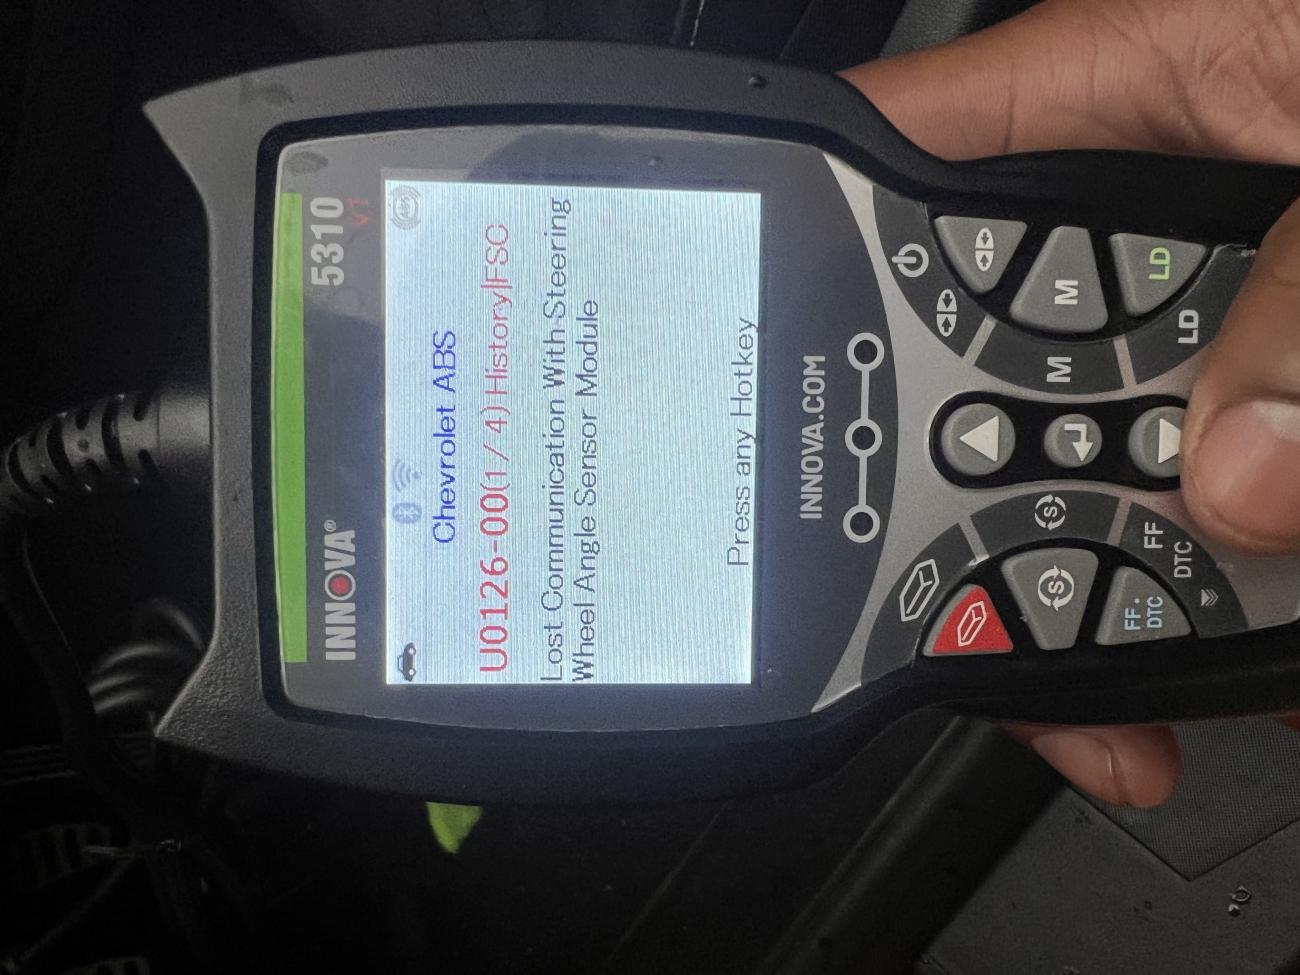 INNOVA®
5310
v1
Chevrolet ABS
U0126-00(1/4)History|FSC
Lost Communication With Steering
Wheel Angle Sensor Module
Press any Hotkey
INNOVA.COM
S
M
LD
S
M
FF
DTC
FF.
DTC
LD